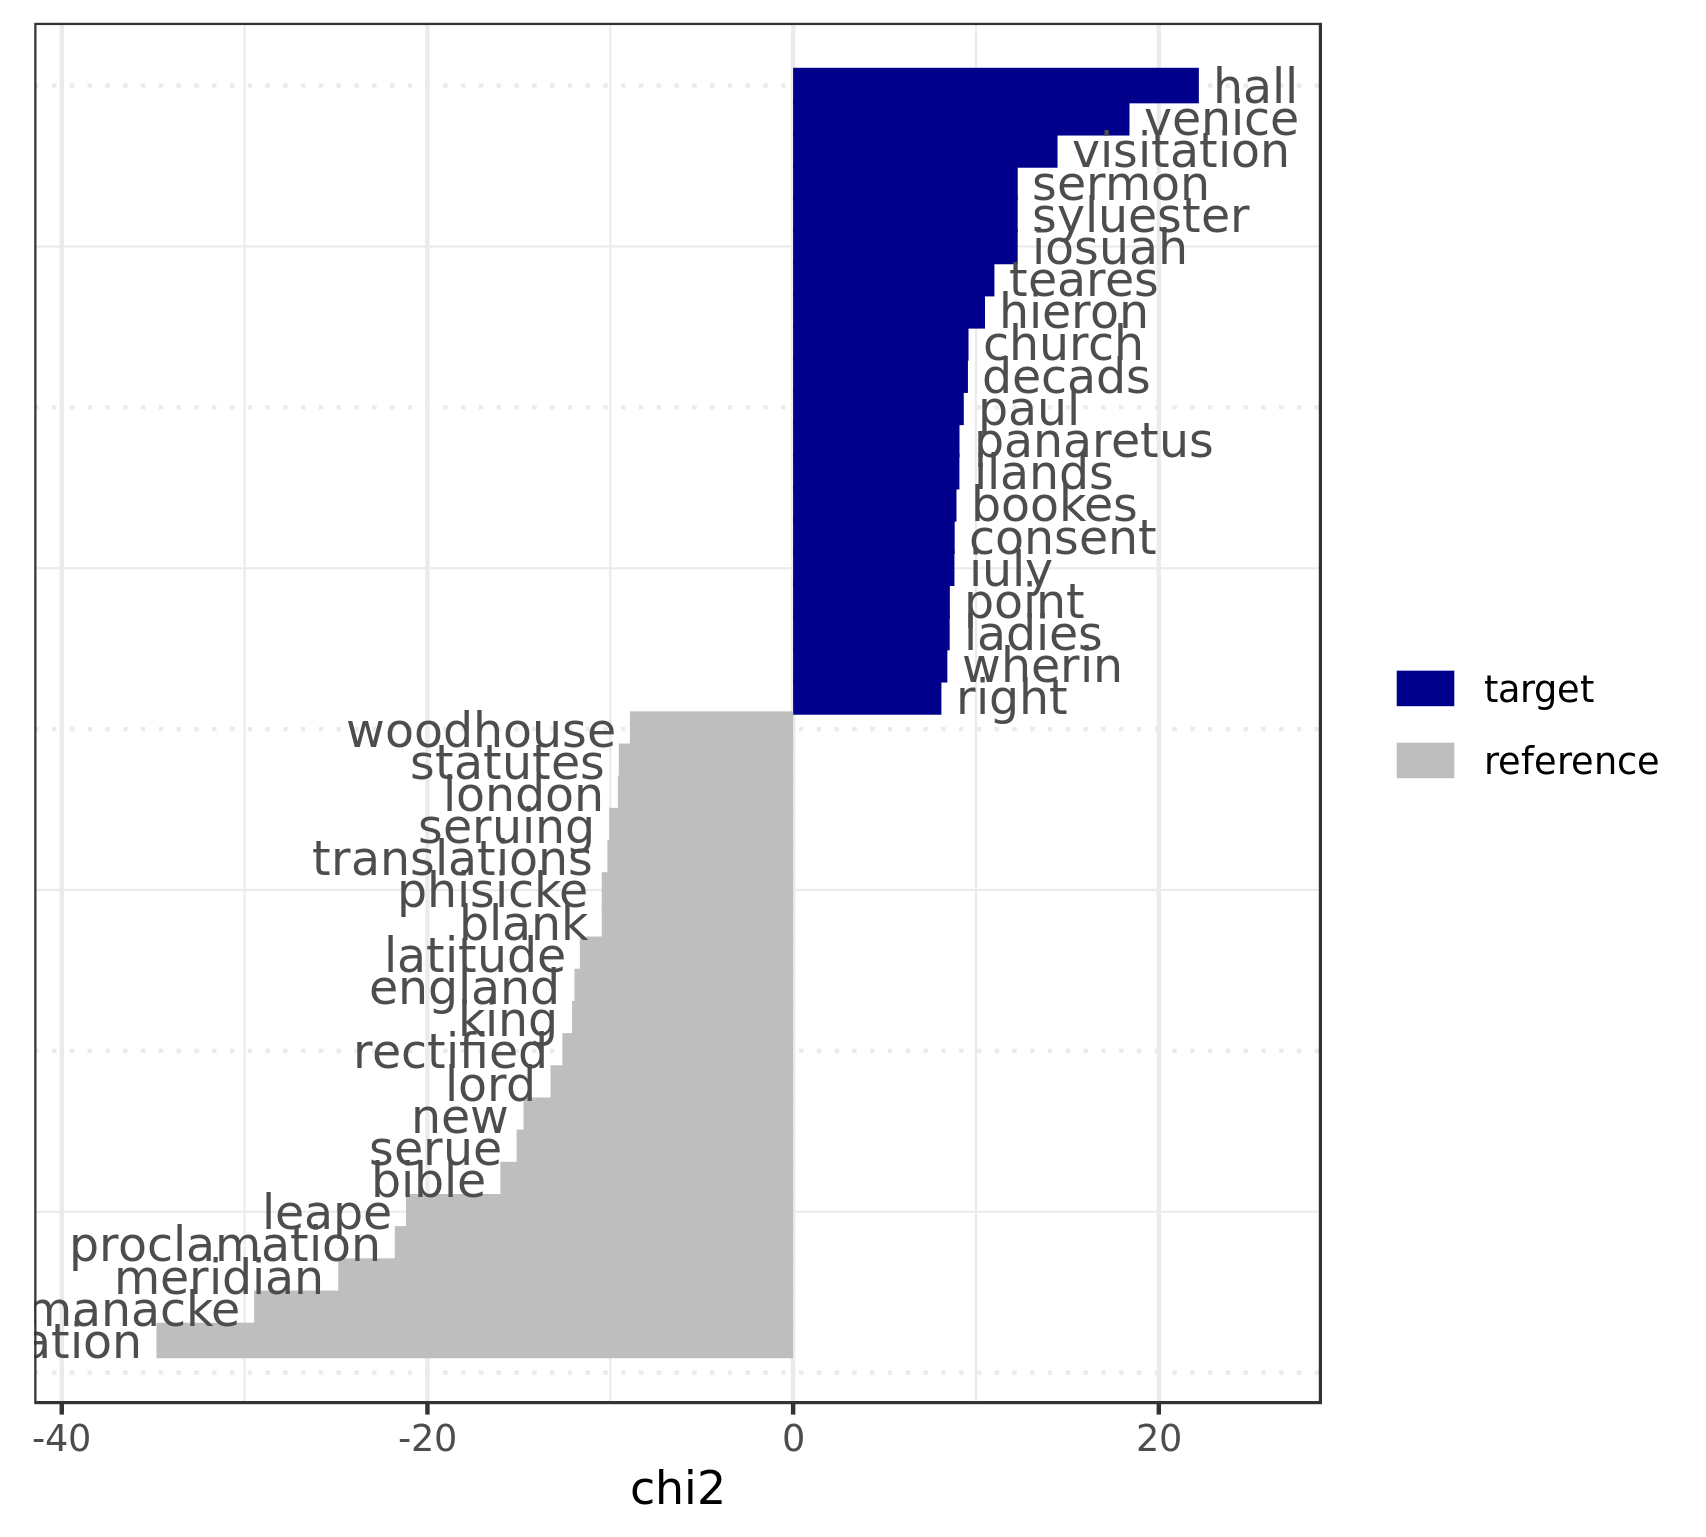 hall
venice
visitation
sermon
syluester
iosuah
teares
hieron
church
decads
paul
panaretus
ilands
bookes
consent
iuly
point
ladies
wherin
right
woodhouse
statutes
london
seruing
translations
phisicke
blank
latitude
england
king
rectified
lord
new
serue
bible
leape
proclamation
meridian
manacke
ation
target
reference
-40 -20 0 20
chi2